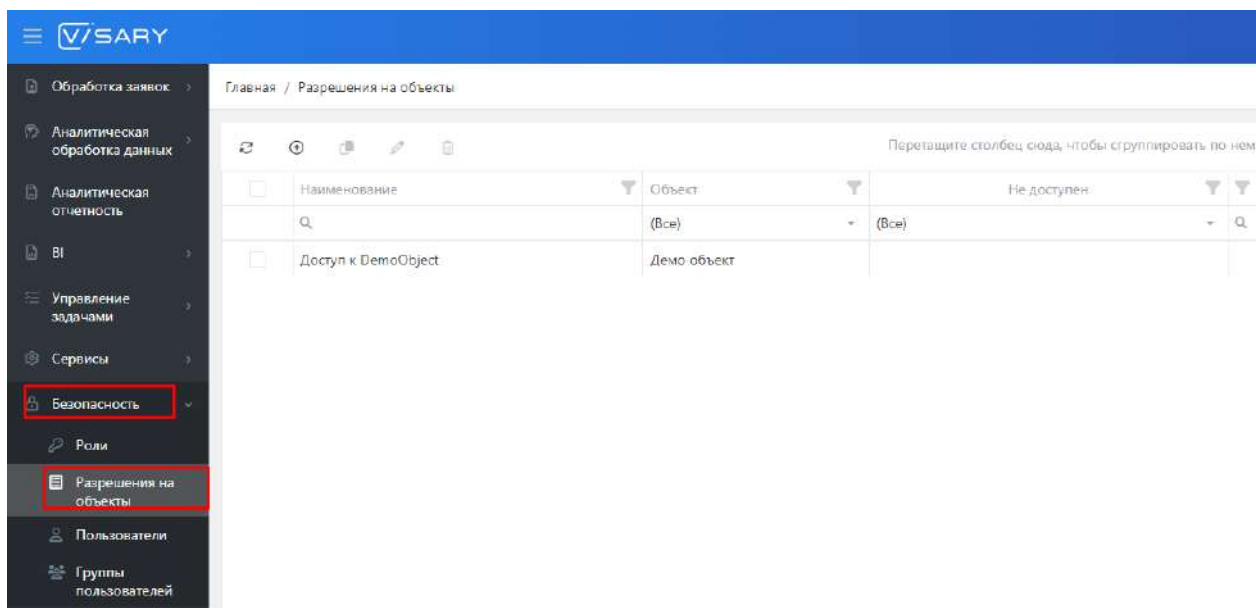 VISARY
Обработка заявок
Главная / Разрешения на объекты
Аналитическая
обработка данных
Перетащите столбец сюда, чтобы сгруппировать по нем
Аналитическая
отчетность
Наименование
Объект
Не доступен
(Все)
(Все)
BI
Доступ к DemoObject
Демо-объект
Управление
задачами
Сервисы
Безопасность
Роли
Разрешения на
объекты
Пользователи
Группы
пользователей